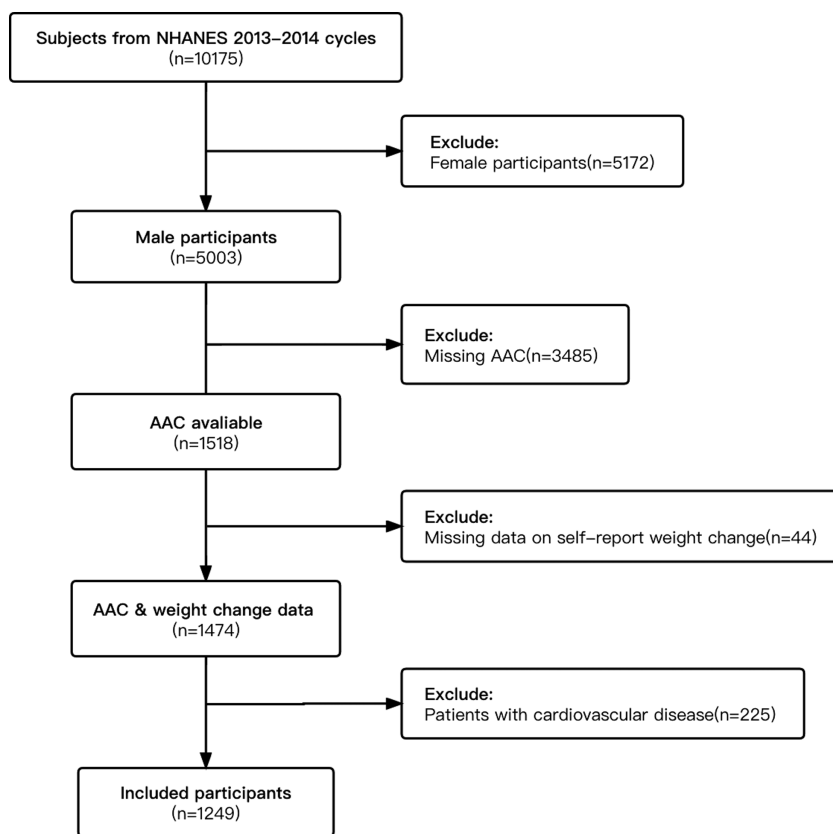 Subjects from NHANES 2013–2014 cycles
(n=10175)
Exclude:
Female participants(n=5172)
Male participants
(n=5003)
Exclude:
Missing AAC(n=3485)
AAC avaliable
(n=1518)
Exclude:
Missing data on self–report weight change(n=44)
AAC & weight change data
(n=1474)
Exclude:
Patients with cardiovascular disease(n=225)
Included participants
(n=1249)